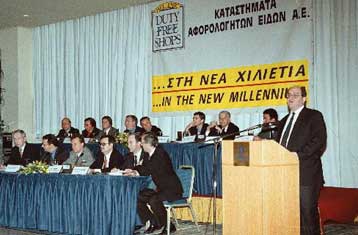 DUTY
FREE
SHOPS
ΚΑΤΑΣΤΗΜΑΤΑ
ΑΦΟΡΟΛΟΓΗΤΩΝ ΕΙΔΩΝ Α.Ε.
...ΣΤΗ ΝΕΑ ΧΙΛΙΕΤΙΑ
...IN THE NEW MILLENNIUM